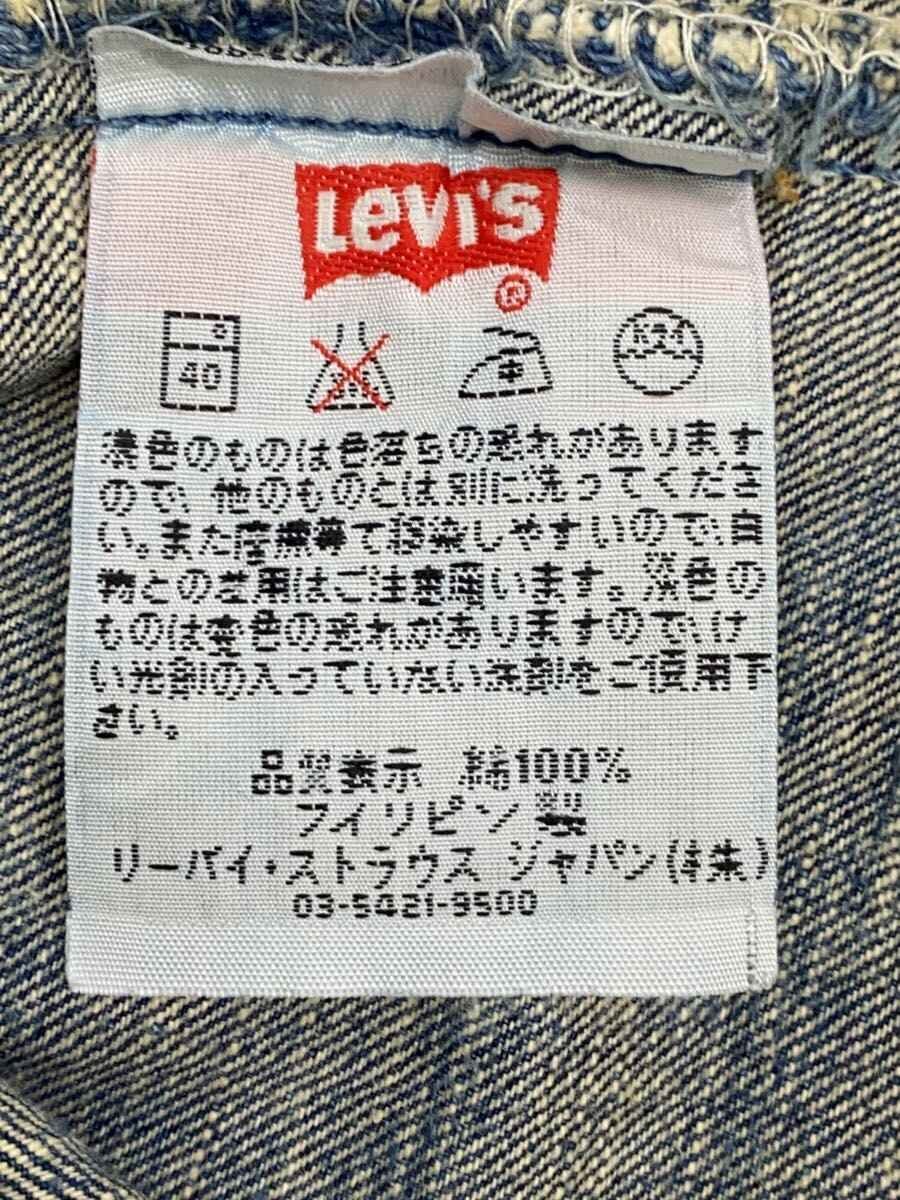 Levi's
®
40 中 K24
濃色のものは色落ちの恐れがあります
ので、他のものとは別に洗ってくださ
い。また摩擦等で移染しやすいので、白
物との差用はご注意願います。淡色の
ものは変色の恐れがありますので、け
い光剤の入っていない洗剤をご使用下
さい。
品質表示 綿100%
フィリピン製
リーバイ・ストラウス ジャパン(株)
03-5421-9500